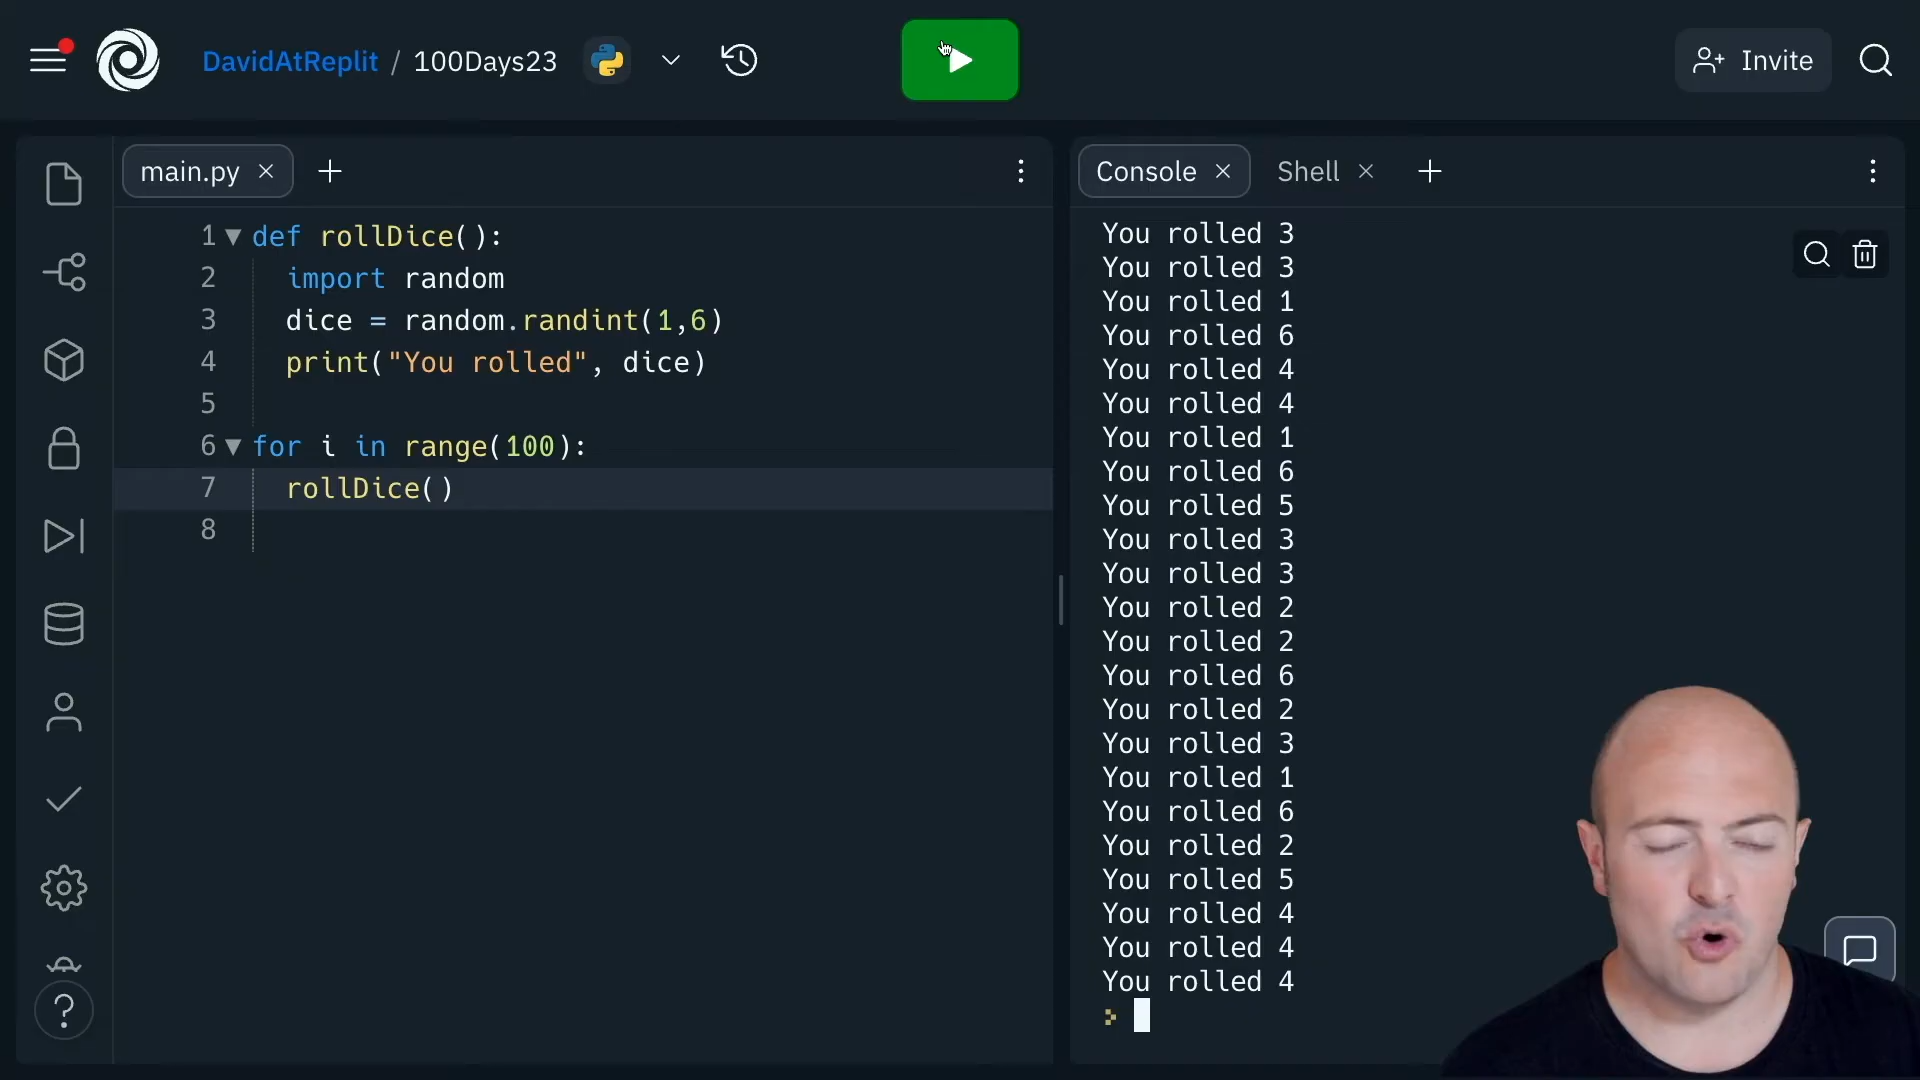 DavidAtReplit / 100Days23
Invite
main.py
Console
Shell
1 def rollDice():
2 import random
3 dice = random.randint(1,6)
4 print("You rolled", dice)
5
6 for i in range(100):
7 rollDice()
8
You rolled 3
You rolled 3
You rolled 1
You rolled 6
You rolled 4
You rolled 4
You rolled 1
You rolled 6
You rolled 5
You rolled 3
You rolled 3
You rolled 2
You rolled 2
You rolled 6
You rolled 2
You rolled 3
You rolled 1
You rolled 6
You rolled 2
You rolled 5
You rolled 4
You rolled 4
You rolled 4